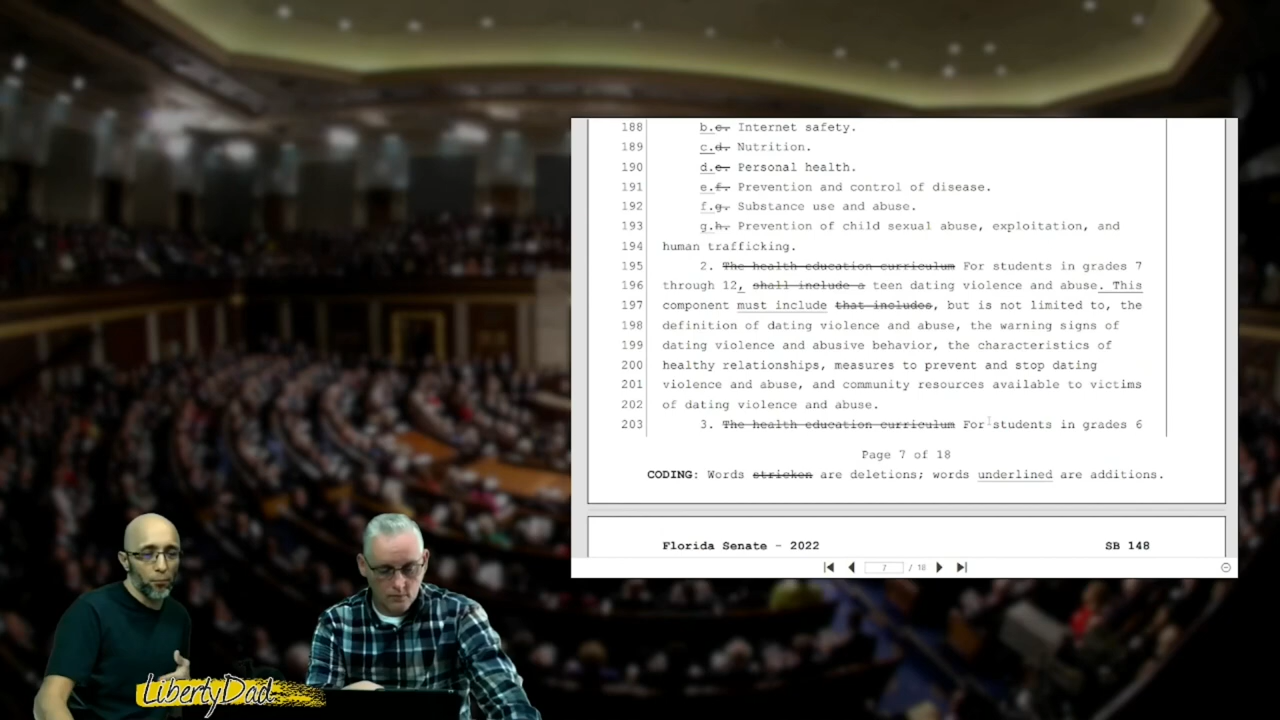 188 b.c. Internet safety.
189 c.d. Nutrition.
190 d.e. Personal health.
191 e.f. Prevention and control of disease.
192 f.g. Substance use and abuse.
193 g.h. Prevention of child sexual abuse, exploitation, and
194 human trafficking.
195 2. The health education curriculum For students in grades 7
196 through 12, shall include a teen dating violence and abuse. This
197 component must include that includes, but is not limited to, the
198 definition of dating violence and abuse, the warning signs of
199 dating violence and abusive behavior, the characteristics of
200 healthy relationships, measures to prevent and stop dating
201 violence and abuse, and community resources available to victims
202 of dating violence and abuse.
203 3. The health education curriculum For students in grades 6
Page 7 of 18
CODING: Words stricken are deletions; words underlined are additions.
Florida Senate - 2022 SB 148
7 / 18
LibertyDad